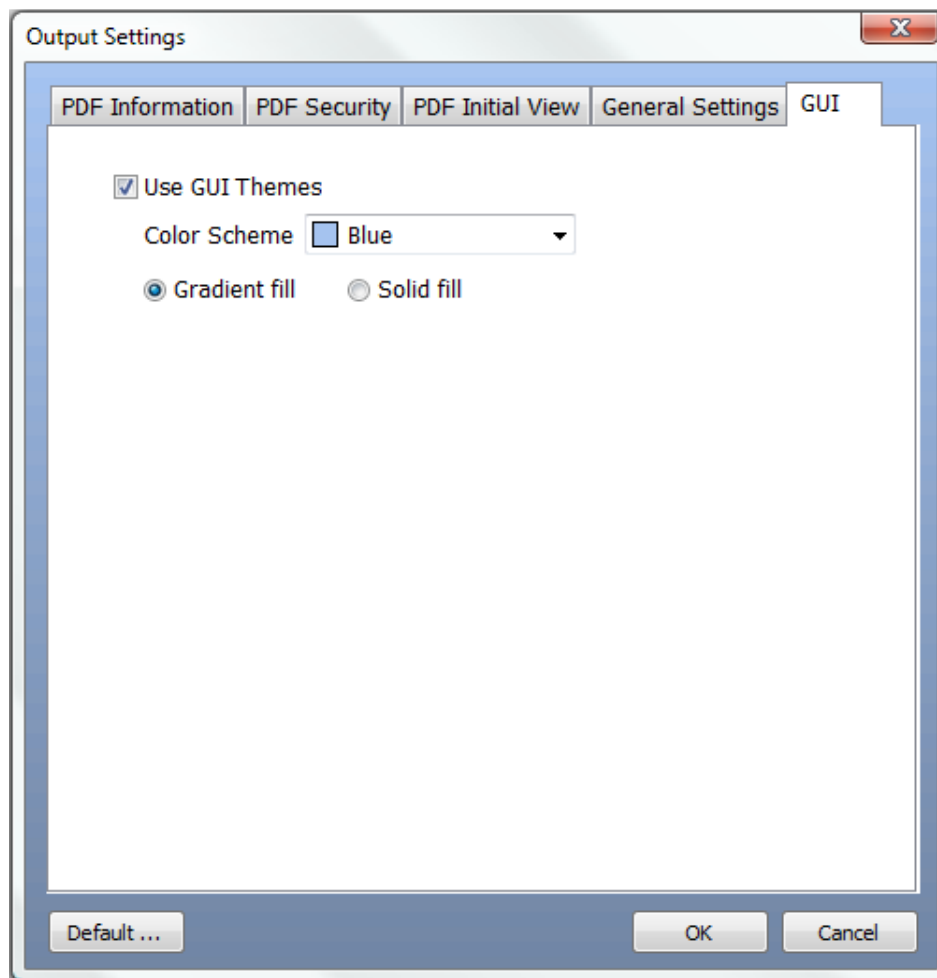 Output Settings
PDF Information PDF Security PDF Initial View General Settings GUI
Use GUI Themes
Color Scheme Blue
Gradient fill Solid fill
Default ... OK Cancel